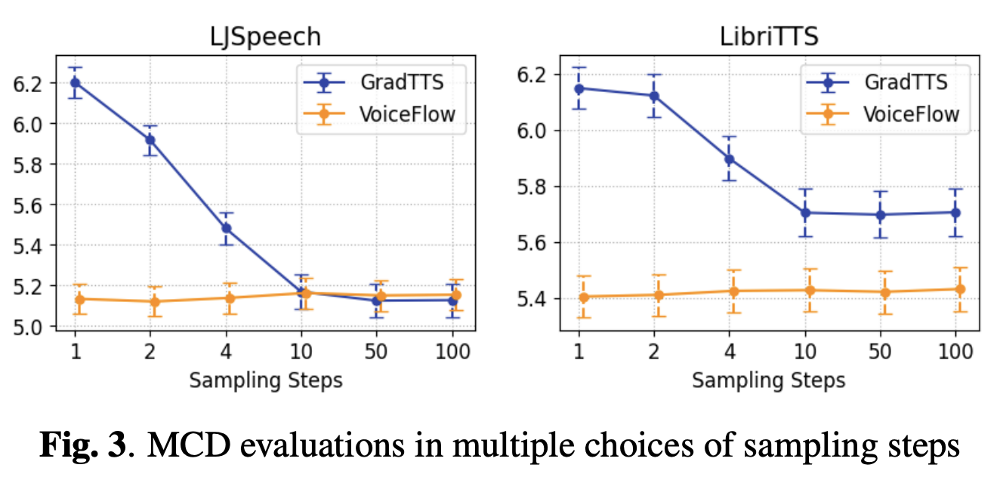 LJSpeech
6.2
6.0
5.8
5.6
5.4
5.2
5.0
GradTTS
VoiceFlow
1 2 4 10 50 100
Sampling Steps
LibriTTS
6.2
6.0
5.8
5.6
5.4
GradTTS
VoiceFlow
1 2 4 10 50 100
Sampling Steps
Fig. 3. MCD evaluations in multiple choices of sampling steps